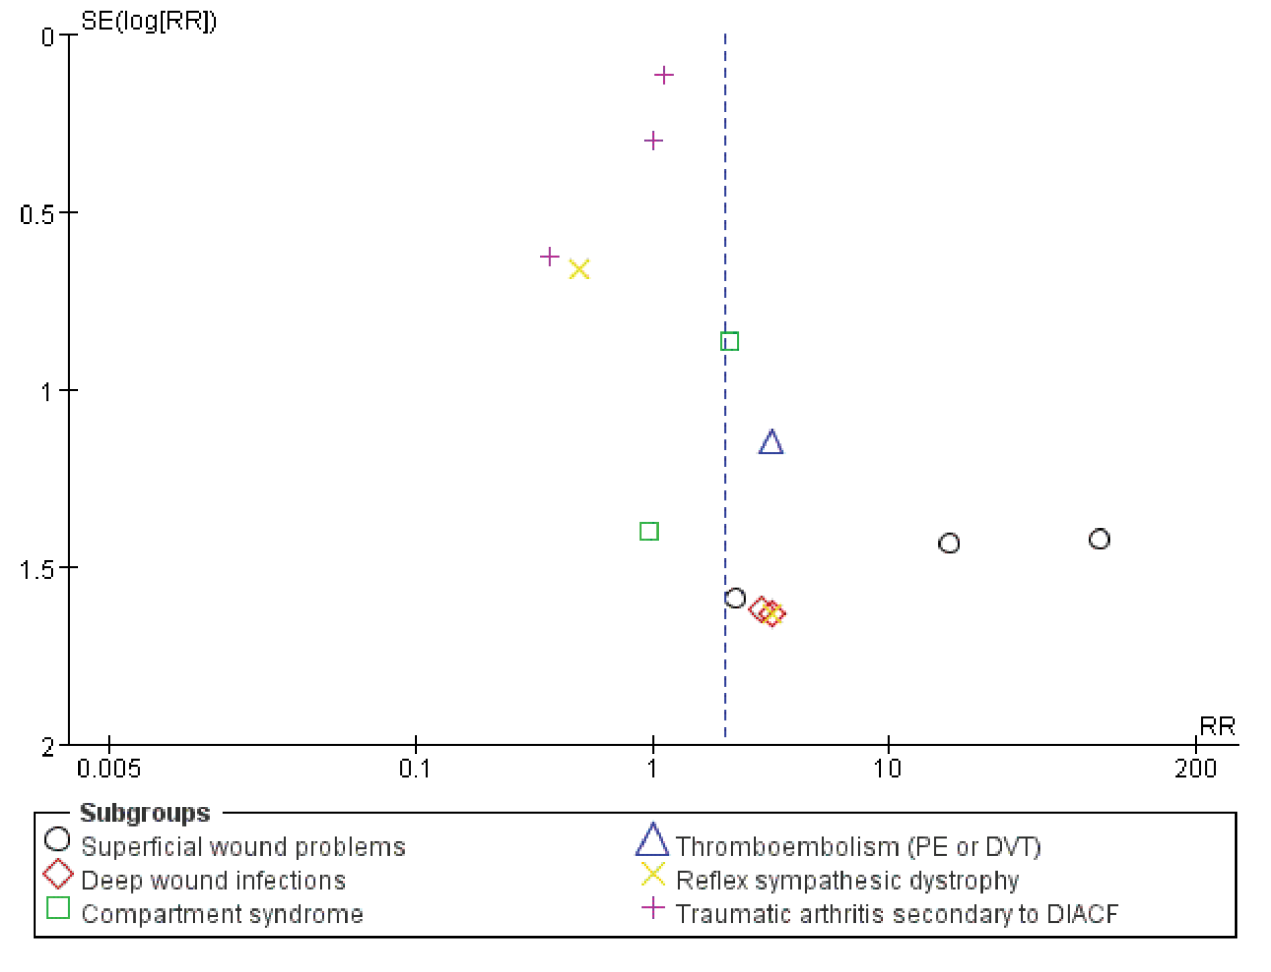 SE(log[RR])
0
0.5
1
1.5
2
RR
0.005 0.1 1 10 200
Subgroups
Superficial wound problems
Deep wound infections
Compartment syndrome
Thromboembolism (PE or DVT)
Reflex sympathesic dystrophy
Traumatic arthritis secondary to DIACF